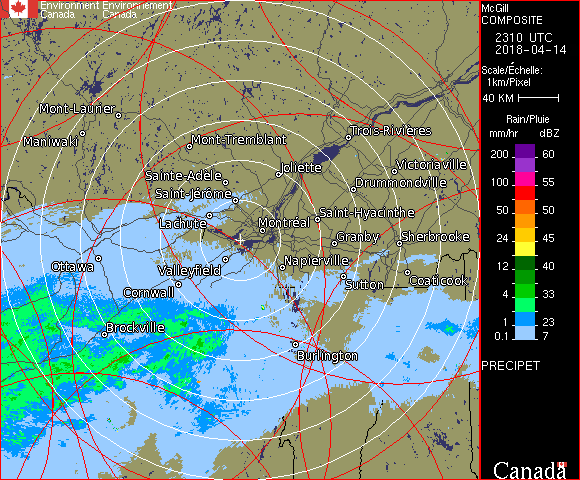 Environment Environnement
Canada Canada
McGill
COMPOSITE
2310 UTC
2018-04-14
Scale/Échelle:
1km/Pixel
40 KM
Rain/Pluie
mm/hr dBZ
200 60
100 55
50 50
24 45
12 40
4 33
1 23
0.1 7
PRECIPET
Canada
Mont-Laurier
Maniwaki
Mont-Tremblant
Trois-Rivières
Sainte-Adèle
Joliette
Victoriaville
Saint-Jérôme
Drummondville
Lachute
Montréal
Saint-Hyacinthe
Granby
Sherbrooke
Ottawa
Valleyfield
Napierville
Cornwall
Sutton
Coaticook
Brockville
Burlington